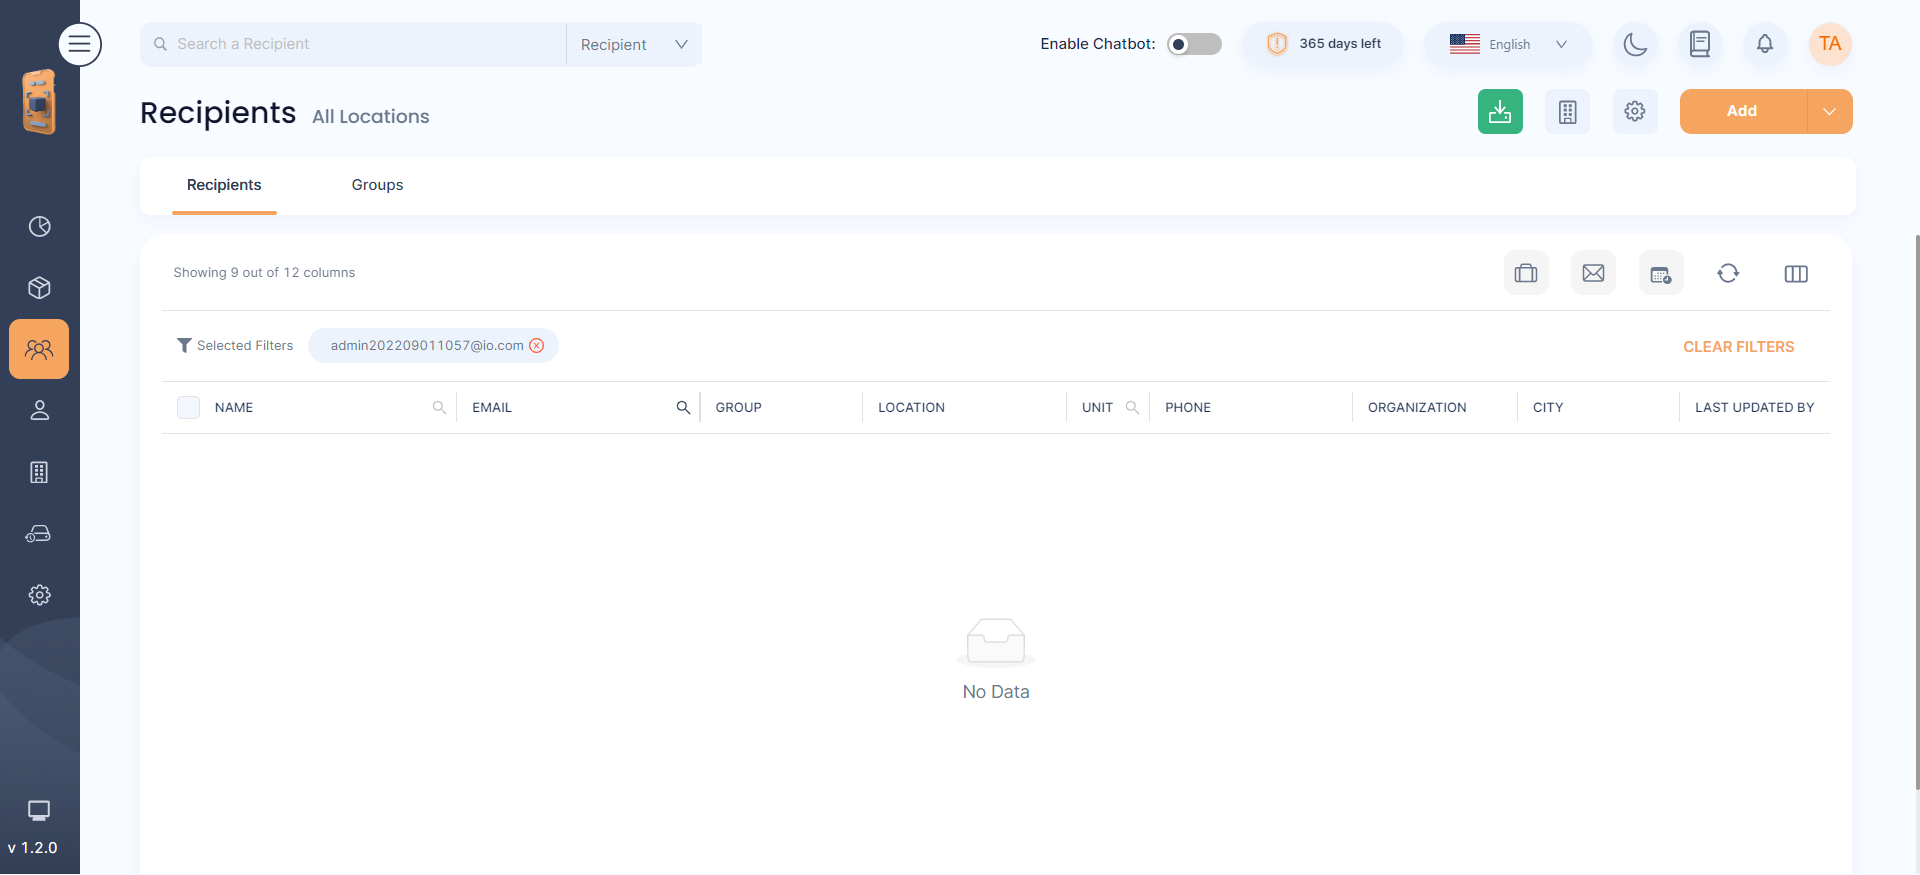 Search a Recipient
Recipient
Enable Chatbot:
365 days left
English
TA
Recipients
All Locations
Add
Recipients
Groups
Showing 9 out of 12 columns
Selected Filters
admin202209011057@io.com
CLEAR FILTERS
NAME
EMAIL
GROUP
LOCATION
UNIT
PHONE
ORGANIZATION
CITY
LAST UPDATED BY
No Data
v 1.2.0